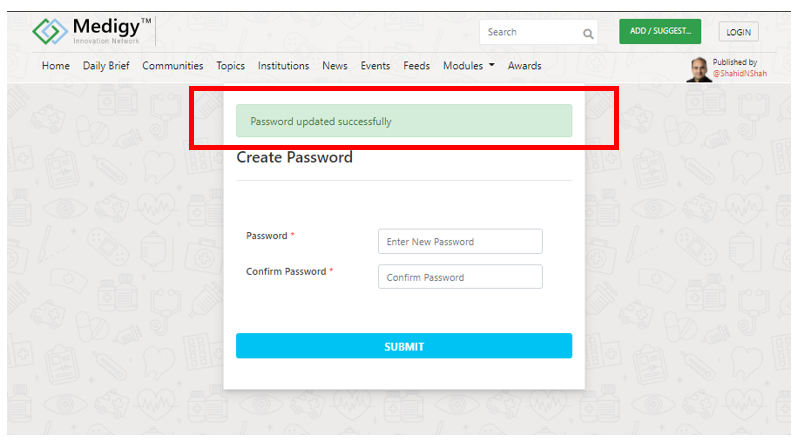 Medigy™
Innovation Network
Search
ADD / SUGGEST...
LOGIN
Home Daily Brief Communities Topics Institutions News Events Feeds Modules Awards
Published by
@ShahidNShah
Password updated successfully
Create Password
Password *
Enter New Password
Confirm Password *
Confirm Password
SUBMIT